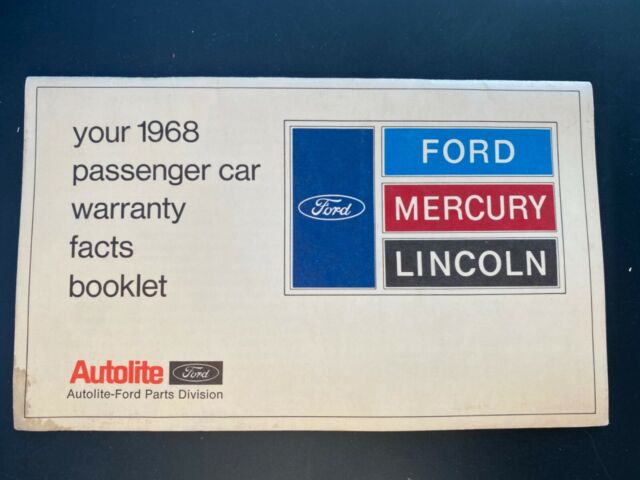 your 1968
passenger car
warranty
facts
booklet
Ford
FORD
MERCURY
LINCOLN
Autolite Ford
Autolite-Ford Parts Division